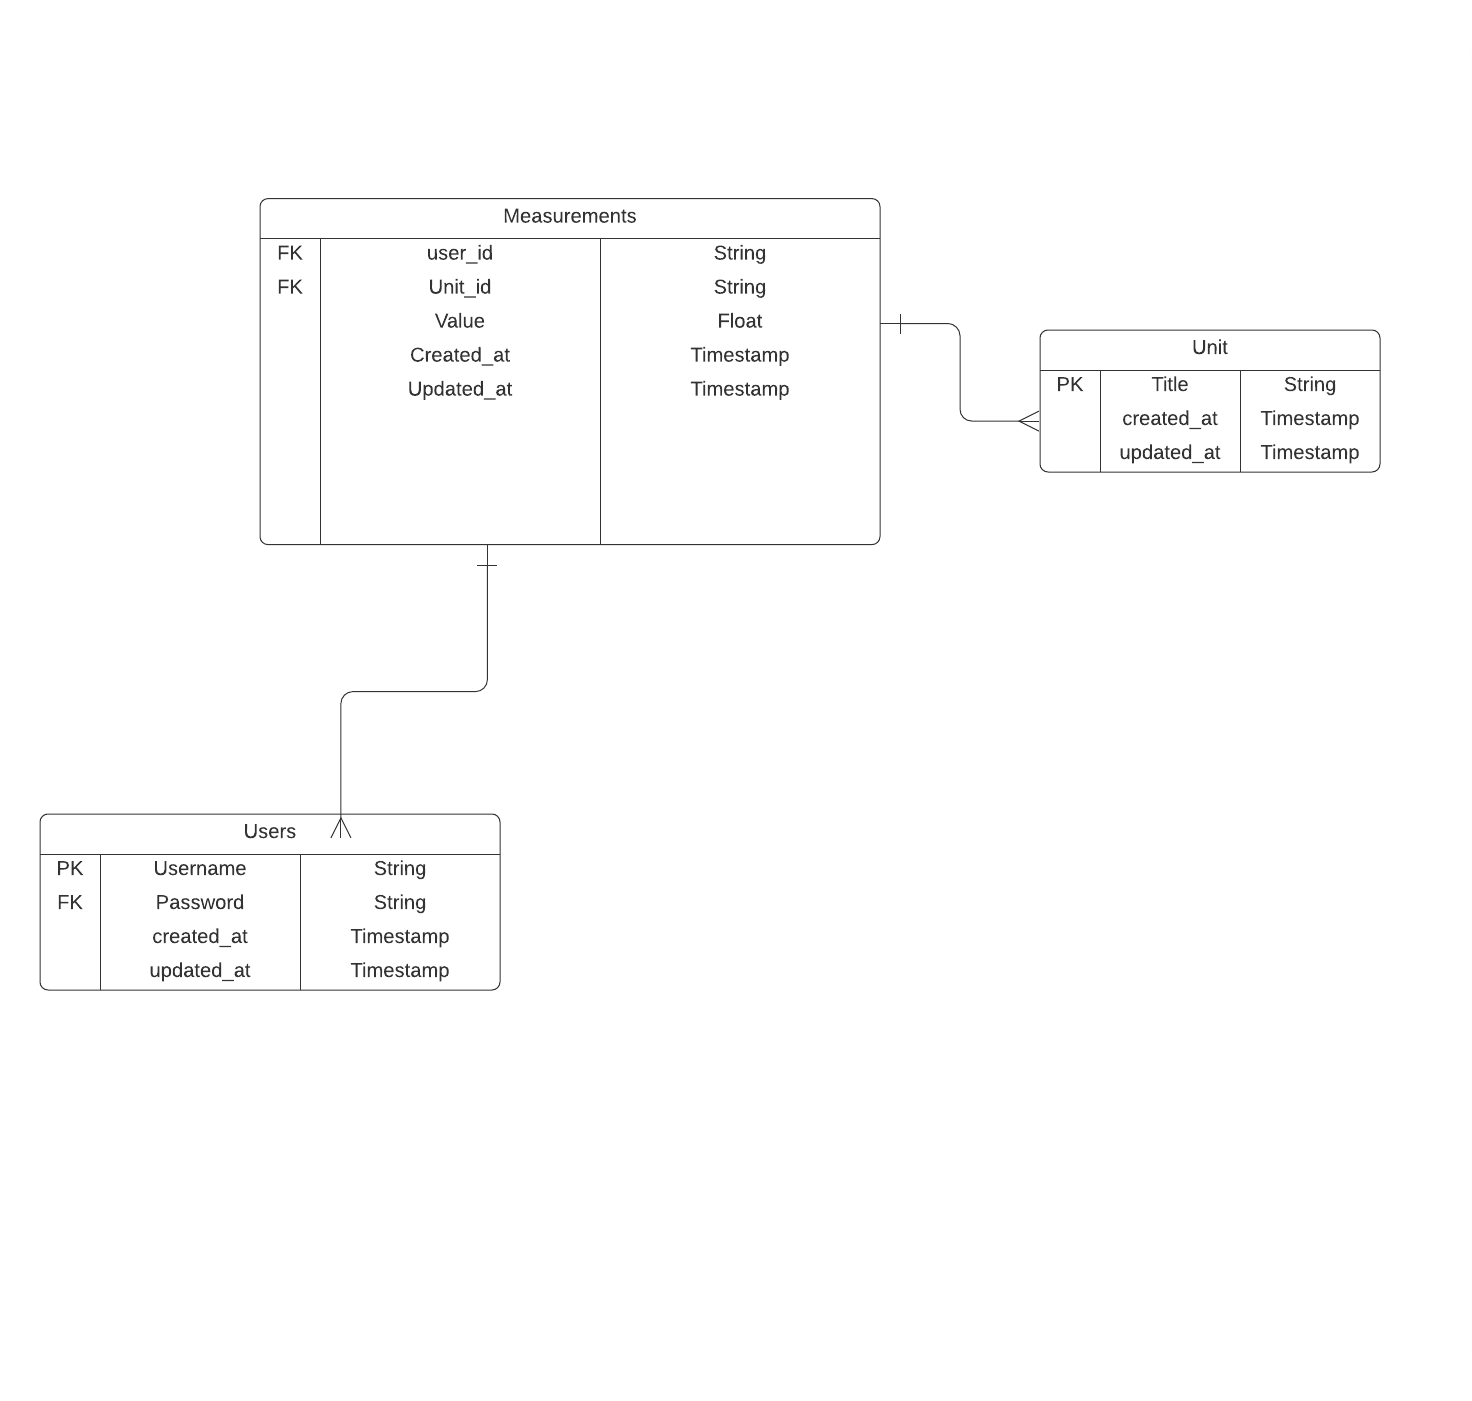 Measurements
FK user_id String
FK Unit_id String
Value Float
Created_at Timestamp
Updated_at Timestamp
Unit
PK Title String
created_at Timestamp
updated_at Timestamp
Users
PK Username String
FK Password String
created_at Timestamp
updated_at Timestamp